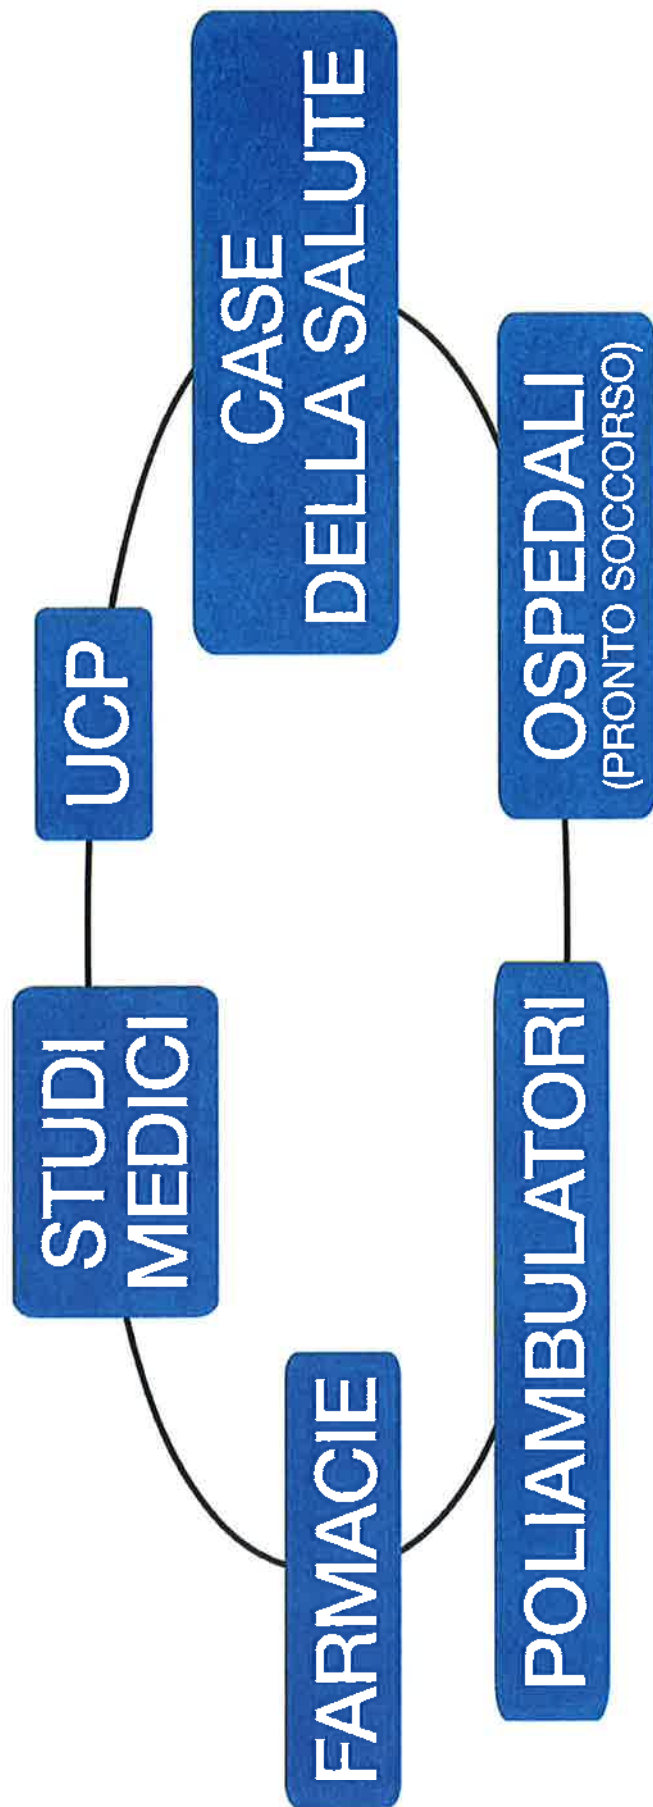 STUDI
MEDICI
UCP
CASE
DELLA SALUTE
FARMACIE
POLIAMBULATORI
OSPEDALI
(PRONTO SOCCORSO)